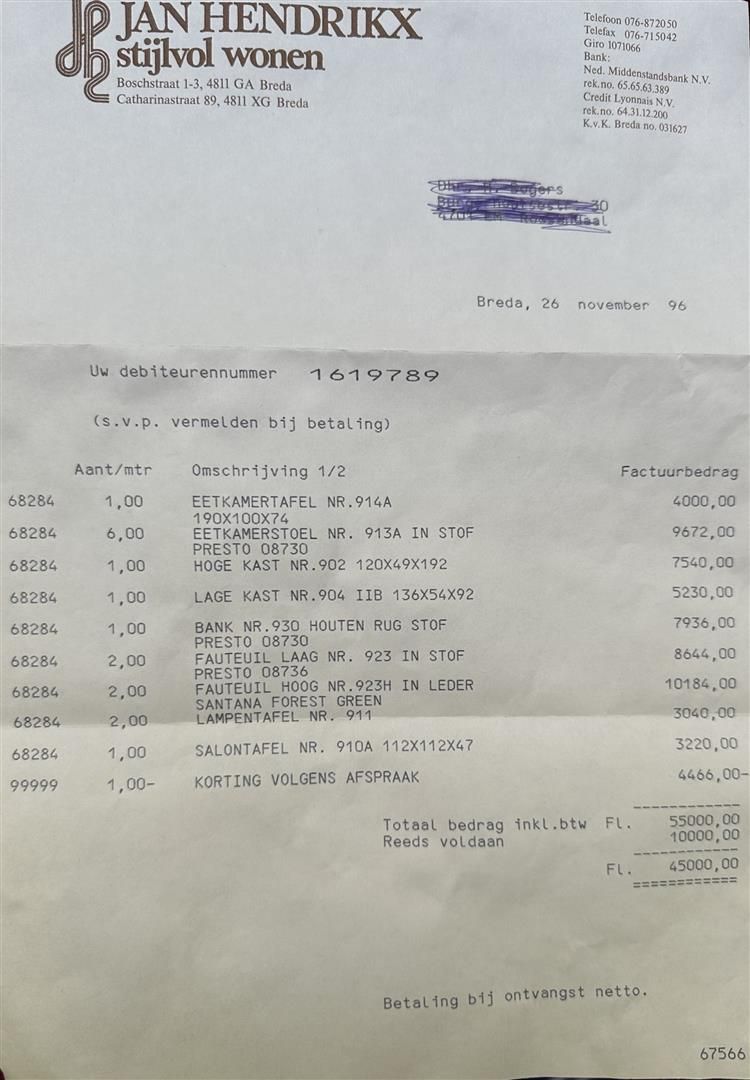 JAN HENDRIKX
stijlvol wonen
Boschstraat 1-3, 4811 GA Breda
Catharinastraat 89, 4811 XG Breda
Telefoon 076-872050
Telefax 076-715042
Giro 1071066
Bank:
Ned. Middenstandsbank N.V.
rek.no. 65.65.63.389
Credit Lyonnais N.V.
rek.no. 64.31.12.200
K.v.K. Breda no. 031627
30
Breda, 26 november 96
Uw debiteurennummer 1619789
(s.v.p. vermelden bij betaling)
Aant/mtr Omschrijving 1/2 Factuurbedrag
68284 1,00 EETKAMERTAFEL NR.914A 4000,00
190X100X74
68284 6,00 EETKAMERSTOEL NR. 913A IN STOF 9672,00
PRESTO 08730
68284 1,00 HOGE KAST NR.902 120X49X192 7540,00
68284 1,00 LAGE KAST NR.904 IIB 136X54X92 5230,00
68284 1,00 BANK NR.930 HOUTEN RUG STOF 7936,00
PRESTO 08730
68284 2,00 FAUTEUIL LAAG NR. 923 IN STOF 8644,00
PRESTO 08736
68284 2,00 FAUTEUIL HOOG NR.923H IN LEDER 10184,00
SANTANA FOREST GREEN
68284 2,00 LAMPENTAFEL NR. 911 3040,00
68284 1,00 SALONTAFEL NR. 910A 112X112X47 3220,00
99999 1,00- KORTING VOLGENS AFSPRAAK 4466,00-
Totaal bedrag inkl.btw Fl. 55000,00
Reeds voldaan 10000,00
Fl. 45000,00
Betaling bij ontvangst netto.
67566